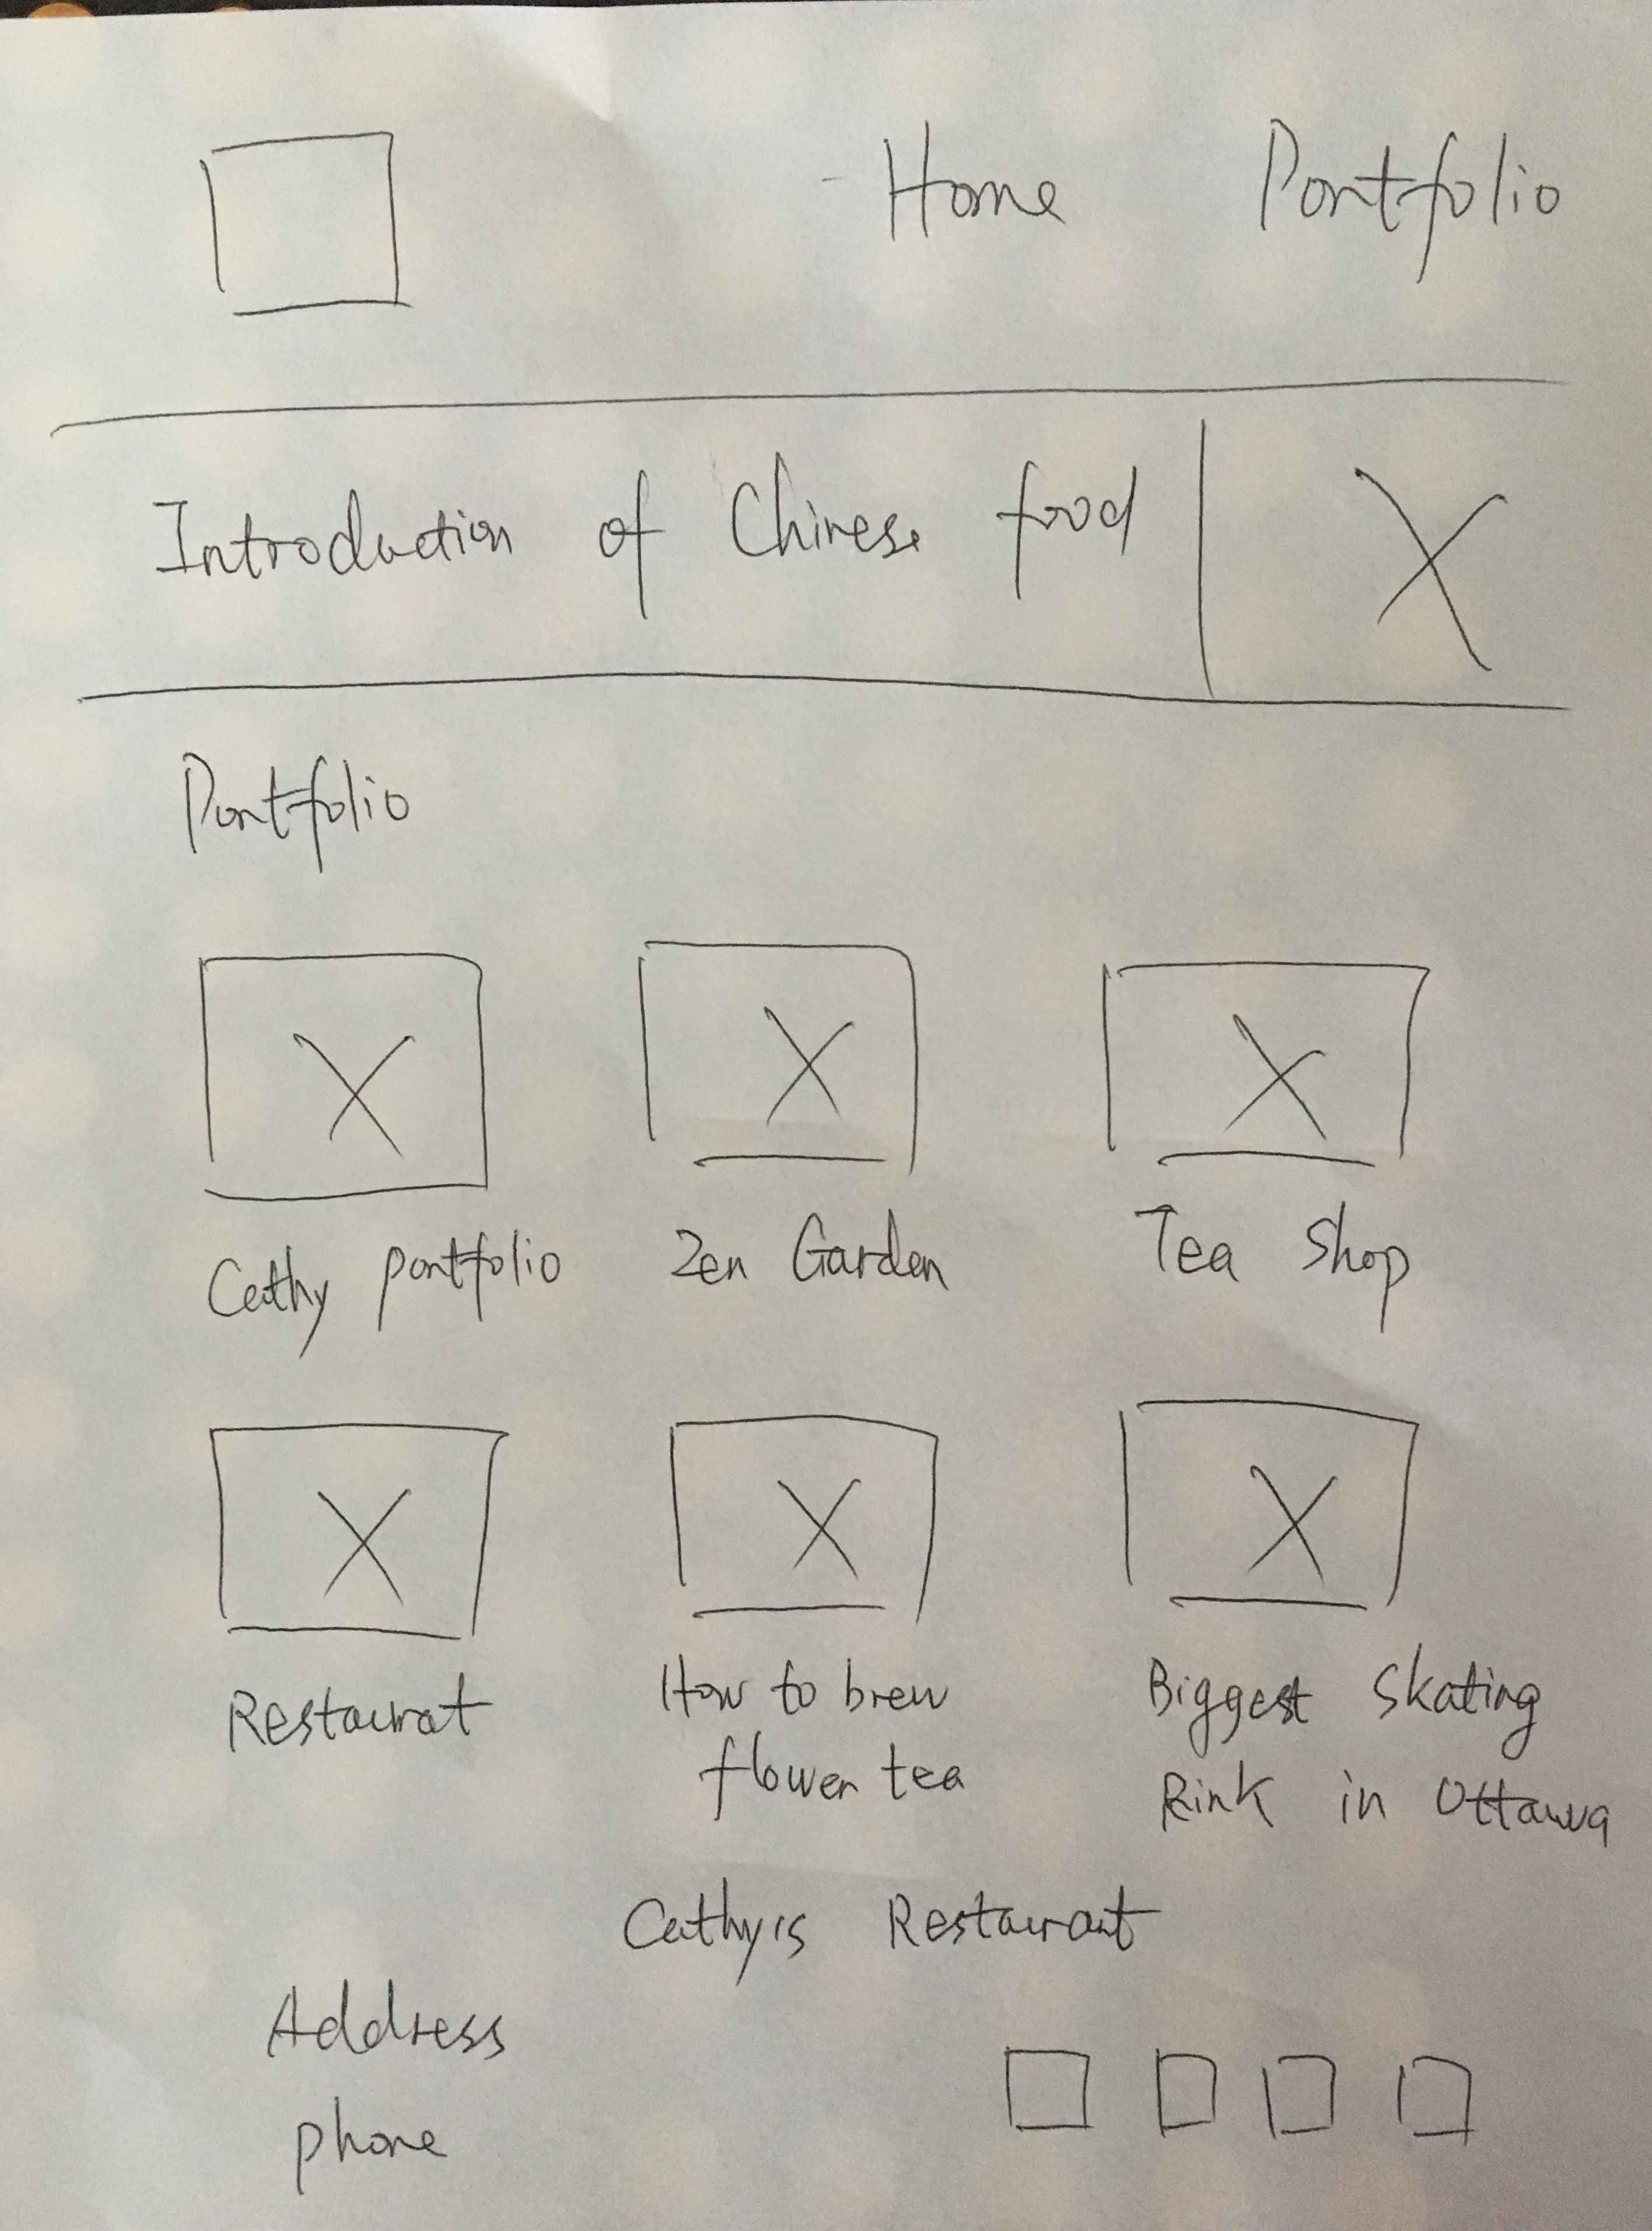 Home Portfolio
Introduction of Chinese food
Portfolio
Cathy portfolio Zen Garden Tea Shop
Restaurat How to brew Biggest Skating
flower tea Rink in Ottawa
Cathy's Restaurant
Address
phone